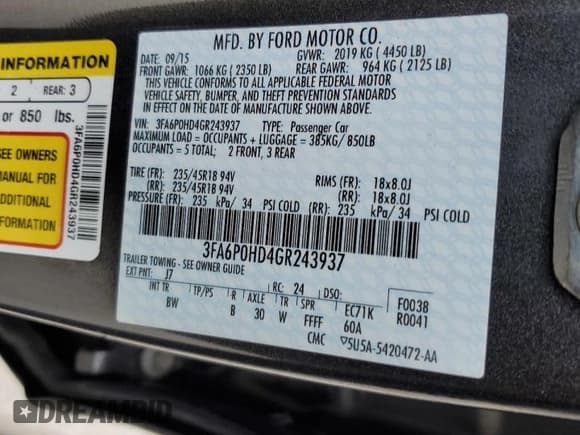 INFORMATION
2 REAR: 3
or 850 lbs.
SEE OWNERS
MANUAL FOR
ADDITIONAL
INFORMATION
3FA6P0HD4GR243937
MFD. BY FORD MOTOR CO.
DATE: 09/15 GVWR: 2019 KG ( 4450 LB)
FRONT GAWR: 1066 KG ( 2350 LB) REAR GAWR: 964 KG ( 2125 LB)
THIS VEHICLE CONFORMS TO ALL APPLICABLE FEDERAL MOTOR
VEHICLE SAFETY, BUMPER, AND THEFT PREVENTION STANDARDS
IN EFFECT ON THE DATE OF MANUFACTURE SHOWN ABOVE.
VIN: 3FA6P0HD4GR243937 TYPE: Passenger Car
MAXIMUM LOAD = OCCUPANTS + LUGGAGE = 385KG/ 850LB
OCCUPANTS = 5 TOTAL; 2 FRONT, 3 REAR
TIRE (FR): 235/45R18 94V RIMS (FR): 18x8.0J
(RR): 235/45R18 94V (RR): 18x8.0J
PRESSURE (FR): 235 kPa/ 34 PSI COLD (RR): 235 kPa/ 34 PSI COLD
3FA6P0HD4GR243937
TRAILER TOWING - SEE OWNER GUIDE
EXT PNT: J7 RC: 24 DSO: F0038
INT TR TP/PS R AXLE TR SPR EC71K R0041
BW B 30 W FFFF 60A
CMC ▽5U5A-5420472-AA
DREAMBID